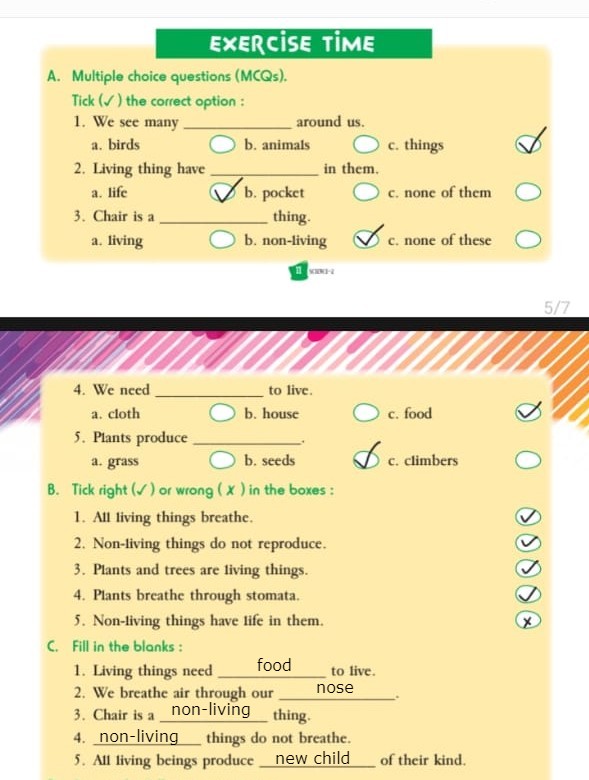 EXERCISE TIME
A. Multiple choice questions (MCQs).
Tick (✓) the correct option :
1. We see many ____________ around us.
a. birds b. animals c. things ✓
2. Living thing have ____________ in them.
a. life ✓ b. pocket c. none of them
3. Chair is a ____________ thing.
a. living b. non-living ✓ c. none of these
11 SCIENCE-2
5/7
4. We need ____________ to live.
a. cloth b. house c. food ✓
5. Plants produce ____________.
a. grass b. seeds ✓ c. climbers
B. Tick right (✓) or wrong (x) in the boxes :
1. All living things breathe. ✓
2. Non-living things do not reproduce. ✓
3. Plants and trees are living things. ✓
4. Plants breathe through stomata. ✓
5. Non-living things have life in them. x
C. Fill in the blanks :
1. Living things need food to live.
2. We breathe air through our nose.
3. Chair is a non-living thing.
4. non-living things do not breathe.
5. All living beings produce new child of their kind.